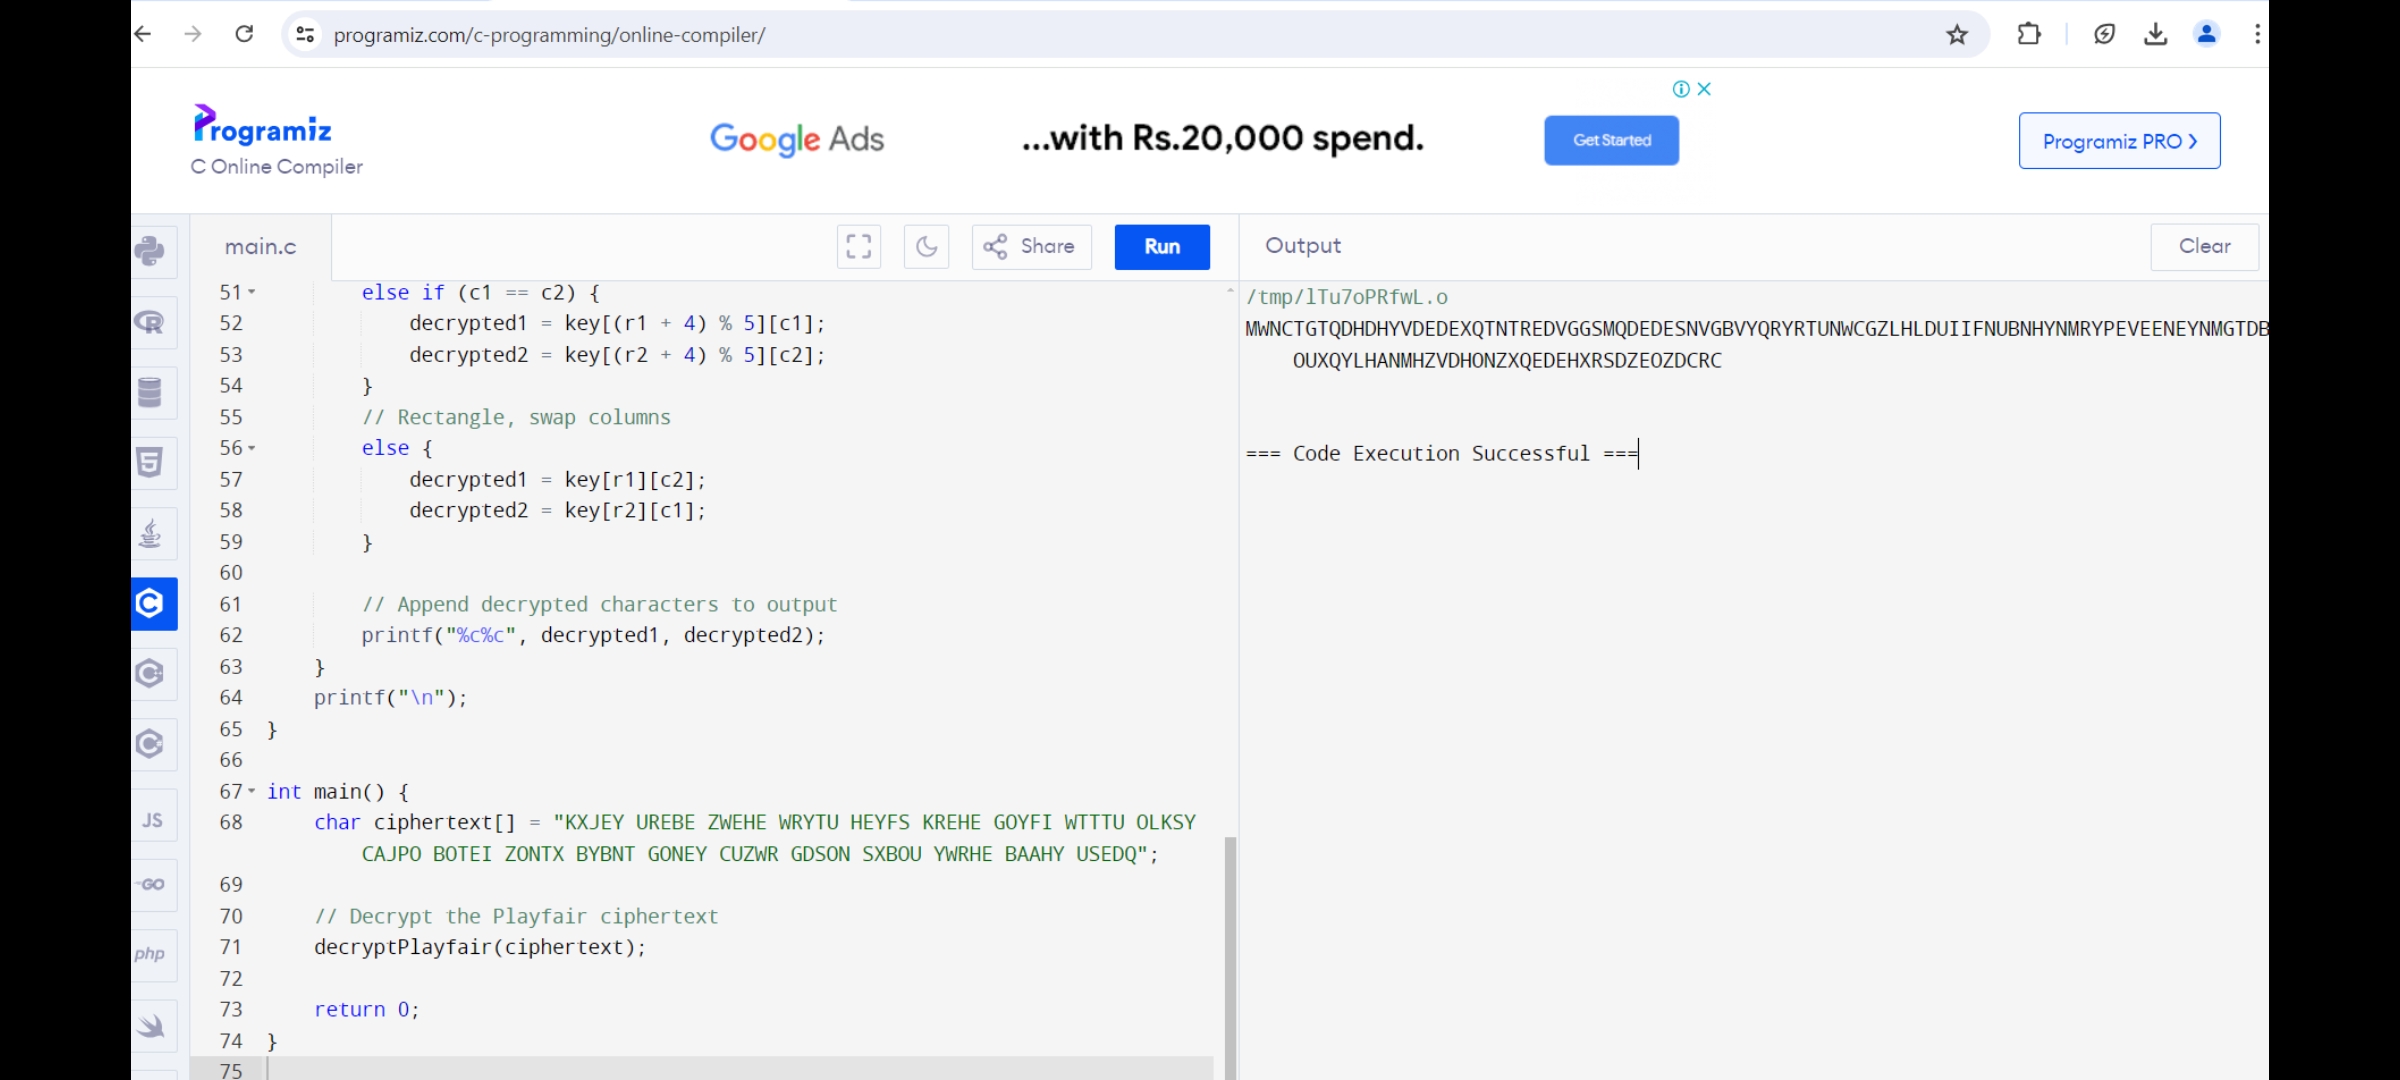 programiz.com/c-programming/online-compiler/
Programiz
C Online Compiler
Google Ads
...with Rs.20,000 spend.
Get Started
Programiz PRO
main.c
Share
Run
Output
Clear
51 else if (c1 == c2) {
52 decrypted1 = key[(r1 + 4) % 5][c1];
53 decrypted2 = key[(r2 + 4) % 5][c2];
54 }
55 // Rectangle, swap columns
56 else {
57 decrypted1 = key[r1][c2];
58 decrypted2 = key[r2][c1];
59 }
60
61 // Append decrypted characters to output
62 printf("%c%c", decrypted1, decrypted2);
63 }
64 printf("\n");
65 }
66
67 int main() {
68 char ciphertext[] = "KXJEY UREBE ZWEHE WRYTU HEYFS KREHE GOYFI WTTTU OLKSY
CAJPO BOTEI ZONTX BYBNT GONEY CUZWR GDSON SXBOU YWRHE BAAHY USEDQ";
69
70 // Decrypt the Playfair ciphertext
71 decryptPlayfair(ciphertext);
72
73 return 0;
74 }
75
/tmp/lTu7oPRfwL.o
MWNCTGTQDHDHYVDEDEXQTNTREDVGGSMQDEDESNVGBVYQRYRTUNWCGZLHLDUIIFNUBNHYNMRYPEVEENEYNMGTDB
OUXQYLHANMHZVDHONZXQEDEHXRSDZEOZDCRC
=== Code Execution Successful ===
R
5
C
JS
GO
php